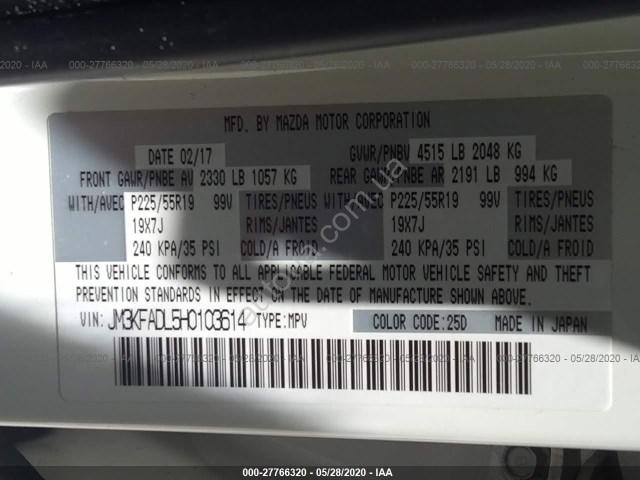 000-27766320 - 05/28/2020 - IAA
MFD. BY MAZDA MOTOR CORPORATION
DATE 02/17 GVWR/PNBV 4515 LB 2048 KG
FRONT GAWR/PNBE AV 2330 LB 1057 KG REAR GAWR/PNBE AR 2191 LB 994 KG
WITH/AVEC P225/55R19 99V TIRES/PNEUS WITH/AVEC P225/55R19 99V TIRES/PNEUS
19X7J RIMS/JANTES 19X7J RIMS/JANTES
240 KPA/35 PSI COLD/A FROID 240 KPA/35 PSI COLD/A FROID
THIS VEHICLE CONFORMS TO ALL APPLICABLE FEDERAL MOTOR VEHICLE SAFETY AND THEFT
PREVENTION STANDARDS IN EFFECT ON THE DATE OF MANUFACTURE SHOWN ABOVE.
VIN: JM3KFADL5H0103614 TYPE:MPV COLOR CODE:25D MADE IN JAPAN
000-27766320 - 05/28/2020 - IAA